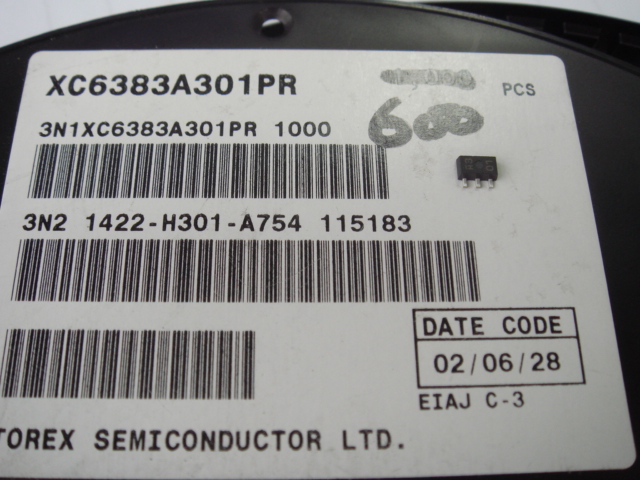 XC6383A301PR
PCS
600
3N1XC6383A301PR 1000
3N2 1422-H301-A754 115183
DATE CODE
02/06/28
EIAJ C-3
TOREX SEMICONDUCTOR LTD.